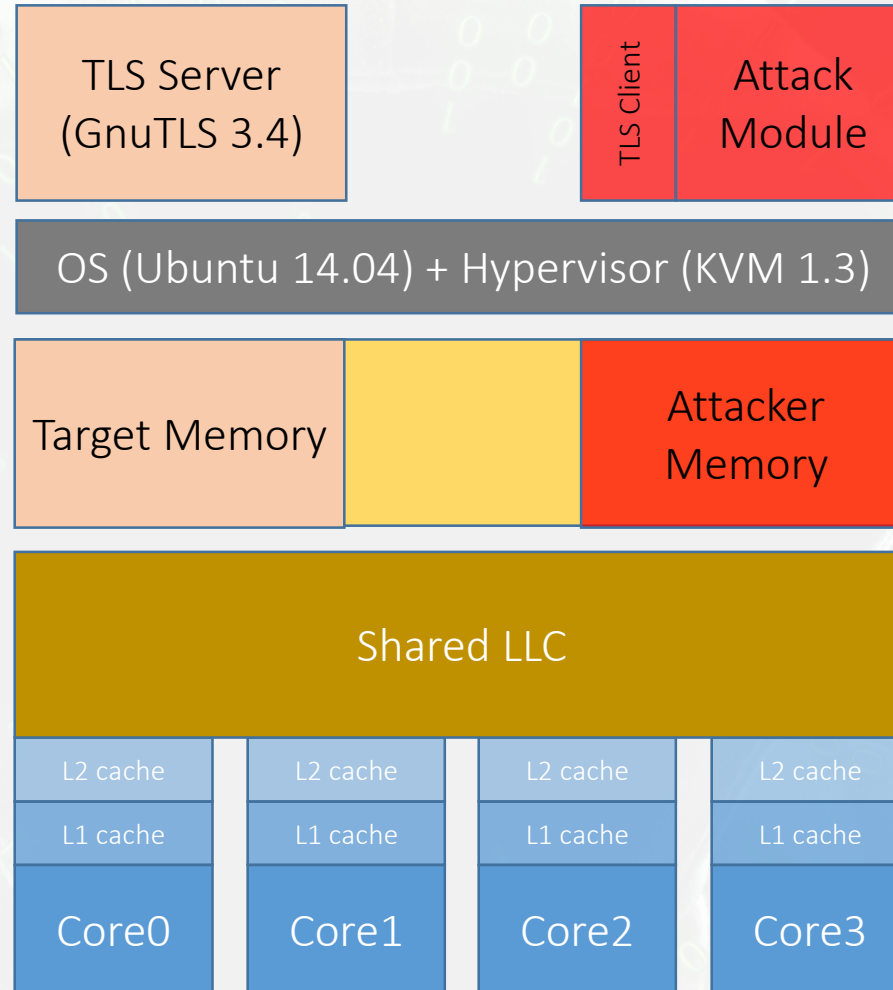 TLS Server
(GnuTLS 3.4)
TLS Client
Attack
Module
OS (Ubuntu 14.04) + Hypervisor (KVM 1.3)
Target Memory
Attacker
Memory
Shared LLC
L2 cache
L2 cache
L2 cache
L2 cache
L1 cache
L1 cache
L1 cache
L1 cache
Core0
Core1
Core2
Core3